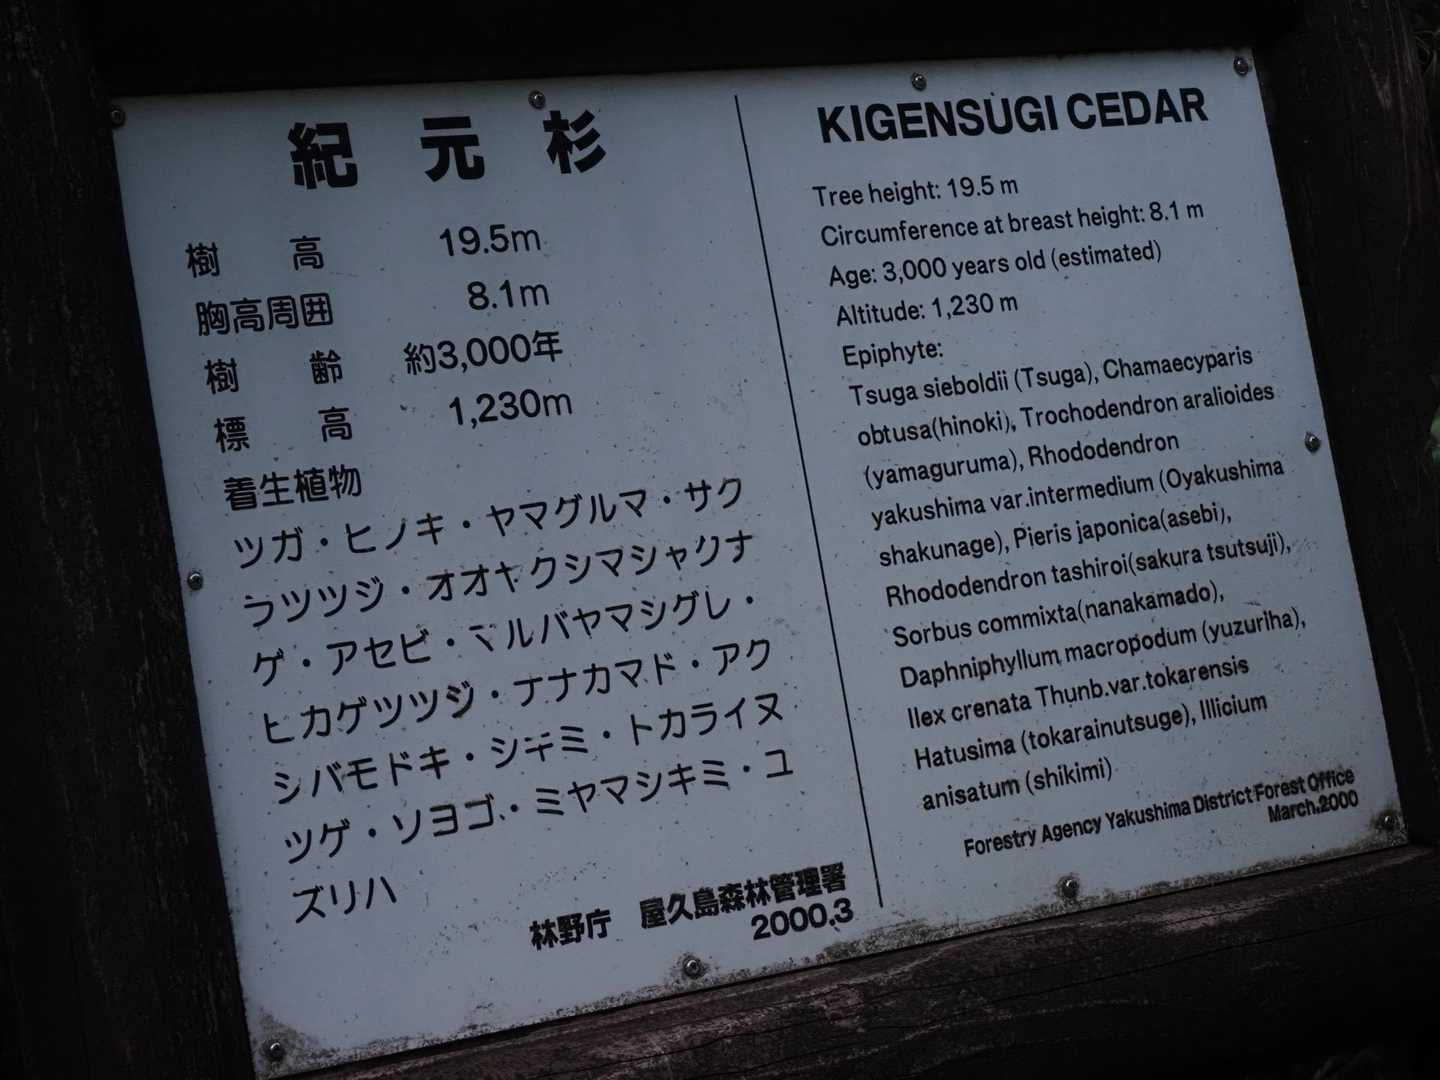 紀元杉
樹高 19.5m
胸高周囲 8.1m
樹齢 約3,000年
標高 1,230m
着生植物
ツガ・ヒノキ・ヤマグルマ・サク
ラツツジ・オオヤクシマシャクナ
ゲ・アセビ・マルバヤマシグレ・
ヒカゲツツジ・ナナカマド・アク
シバモドキ・シキミ・トカライヌ
ツゲ・ソヨゴ・ミヤマシキミ・ユ
ズリハ
林野庁 屋久島森林管理署
2000.3
KIGENSUGI CEDAR
Tree height: 19.5 m
Circumference at breast height: 8.1 m
Age: 3,000 years old (estimated)
Altitude: 1,230 m
Epiphyte:
Tsuga sieboldii (Tsuga), Chamaecyparis
obtusa(hinoki), Trochodendron aralioides
(yamaguruma), Rhododendron
yakushima var.intermedium (Oyakushima
shakunage), Pieris japonica(asebi),
Rhododendron tashiroi(sakura tsutsuji),
Sorbus commixta(nanakamado),
Daphniphyllum macropodum (yuzuriha),
Ilex crenata Thunb.var.tokarensis
Hatusima (tokarainutsuge), Illicium
anisatum (shikimi)
Forestry Agency Yakushima District Forest Office
March.2000